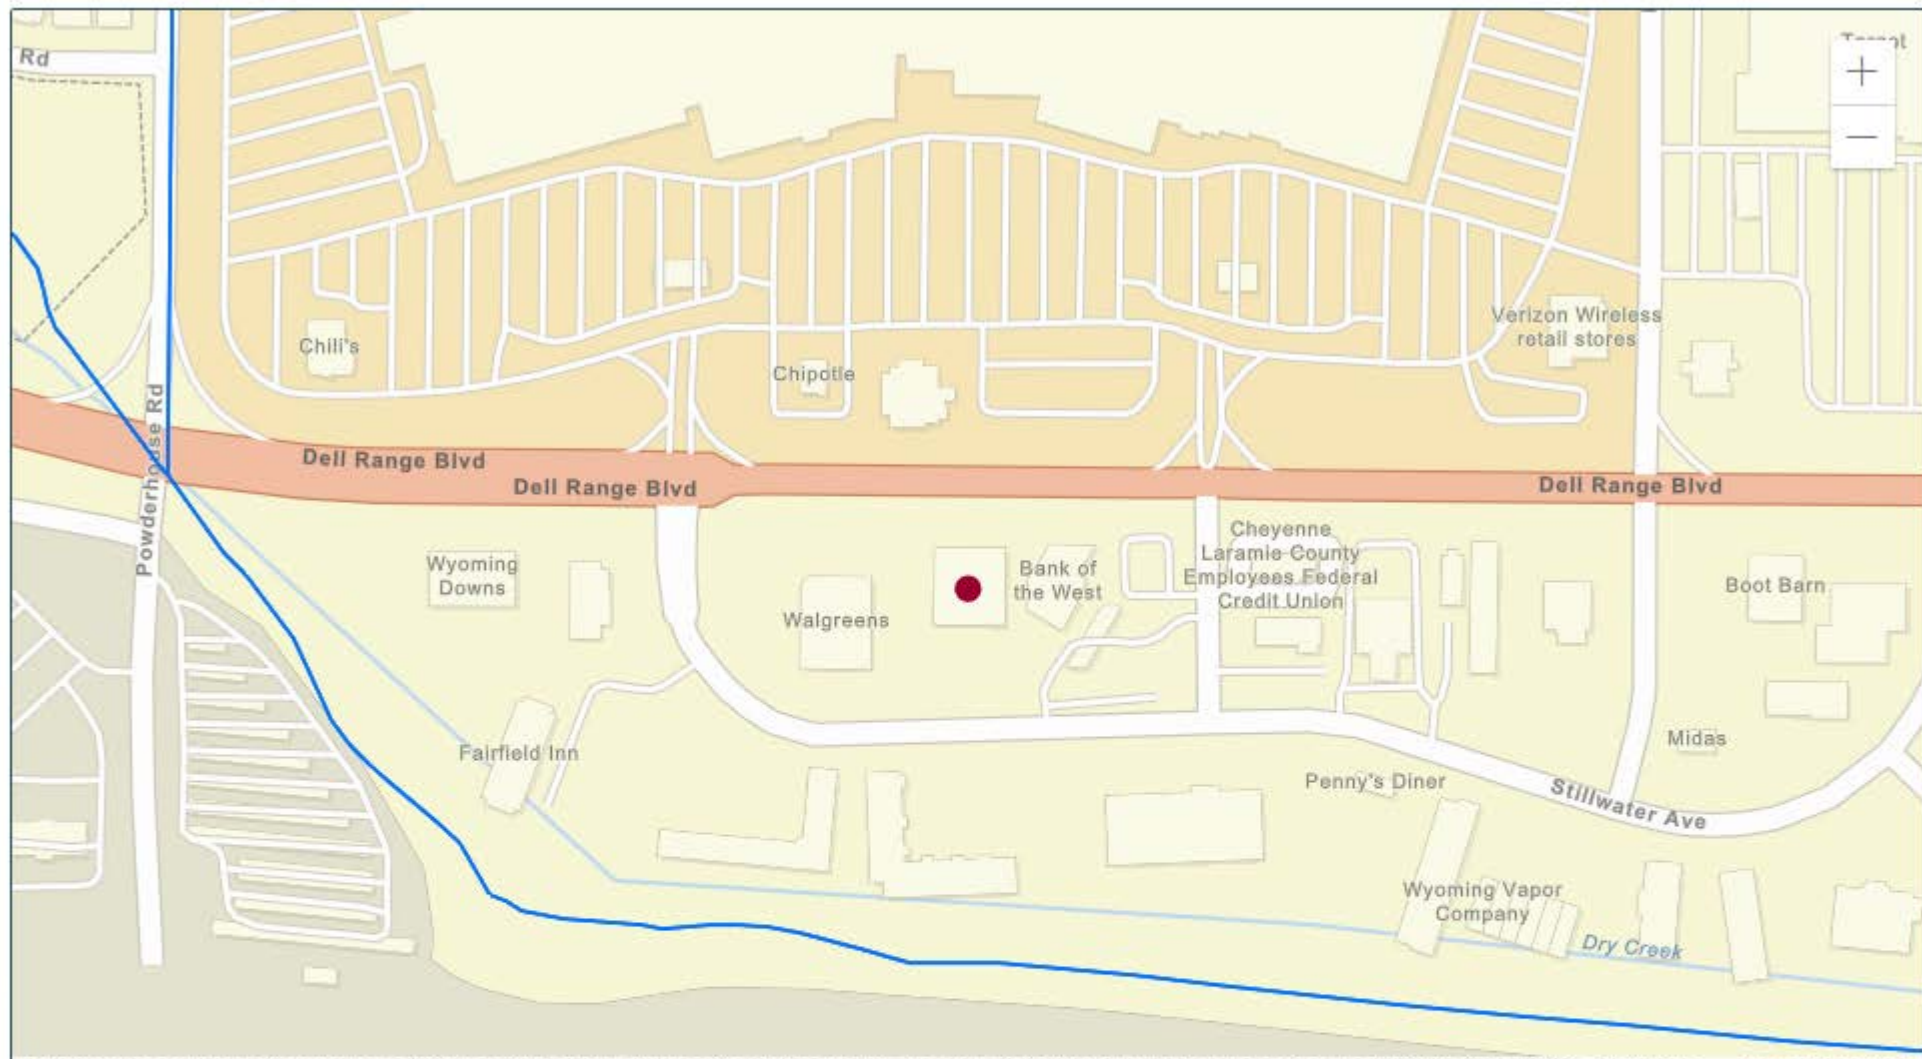 Rd
Target
+
−
Verizon Wireless
retail stores
Chili's
Chipotle
Powderhouse Rd
Dell Range Blvd
Dell Range Blvd
Dell Range Blvd
Wyoming
Downs
Walgreens
Bank of
the West
Cheyenne
Laramie County
Employees Federal
Credit Union
Boot Barn
Fairfield Inn
Midas
Penny's Diner
Stillwater Ave
Wyoming Vapor
Company
Dry Creek